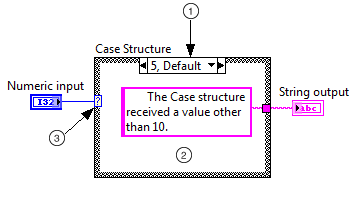 1
Case Structure
5, Default
Numeric input
I32
?
The Case structure
received a value other
than 10.
String output
abc
3
2